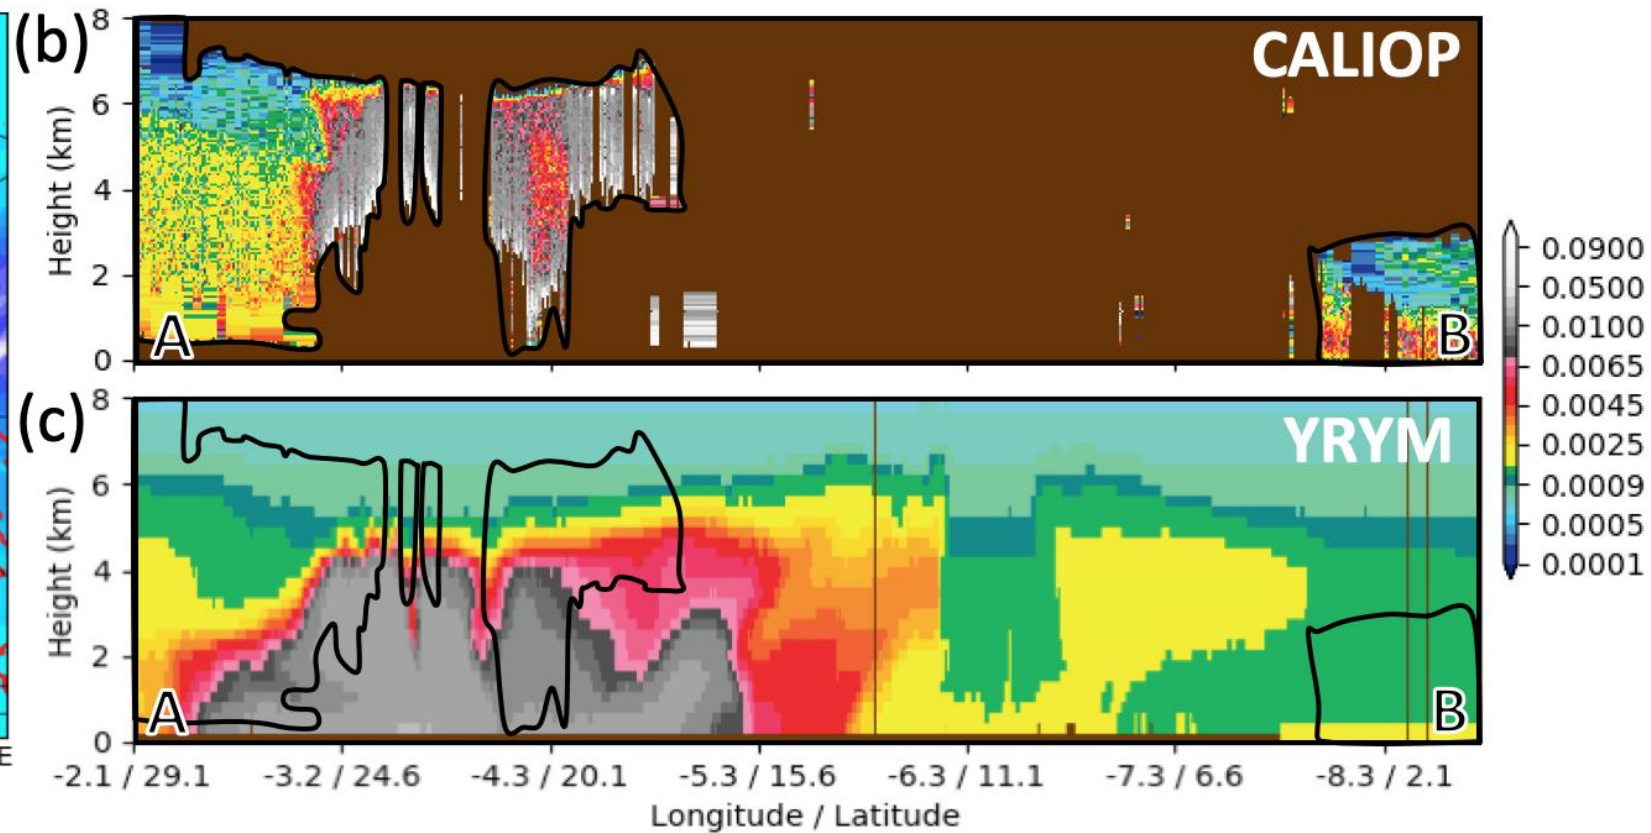 (b)
CALIOP
8
6
4
2
0
Height (km)
A
B
0.0900
0.0500
0.0100
0.0065
0.0045
0.0025
0.0009
0.0005
0.0001
(c)
YRYM
8
6
4
2
0
Height (km)
A
B
E
-2.1 / 29.1
-3.2 / 24.6
-4.3 / 20.1
-5.3 / 15.6
-6.3 / 11.1
-7.3 / 6.6
-8.3 / 2.1
Longitude / Latitude